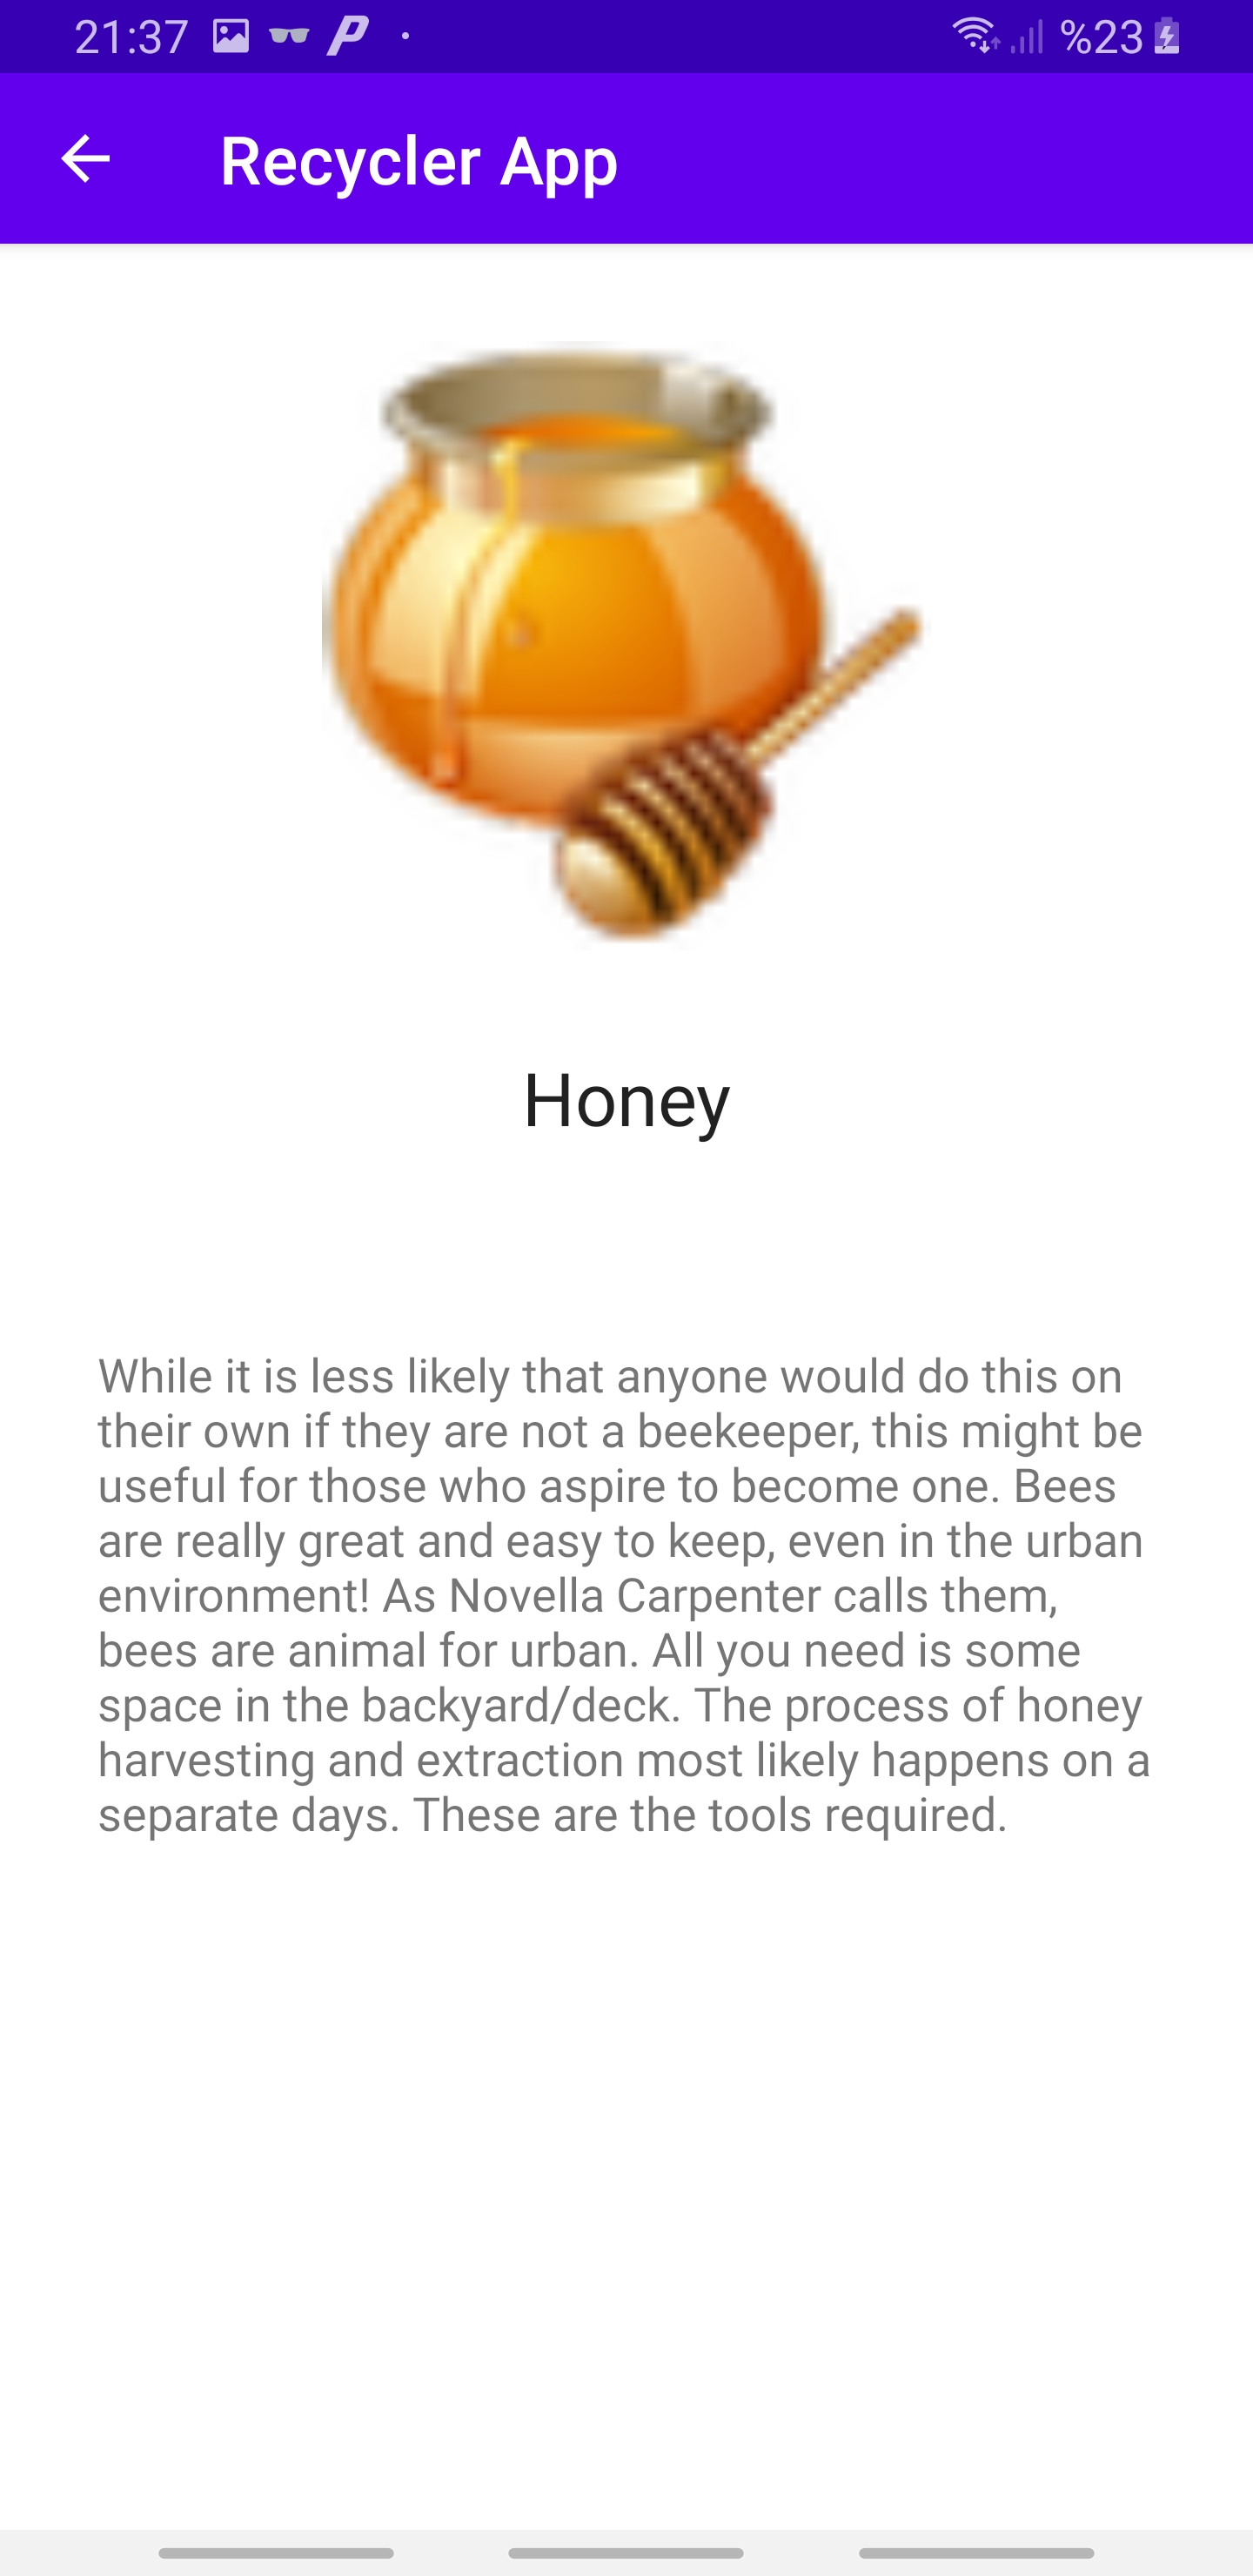 21:37
%23
Recycler App
Honey
While it is less likely that anyone would do this on
their own if they are not a beekeeper, this might be
useful for those who aspire to become one. Bees
are really great and easy to keep, even in the urban
environment! As Novella Carpenter calls them,
bees are animal for urban. All you need is some
space in the backyard/deck. The process of honey
harvesting and extraction most likely happens on a
separate days. These are the tools required.